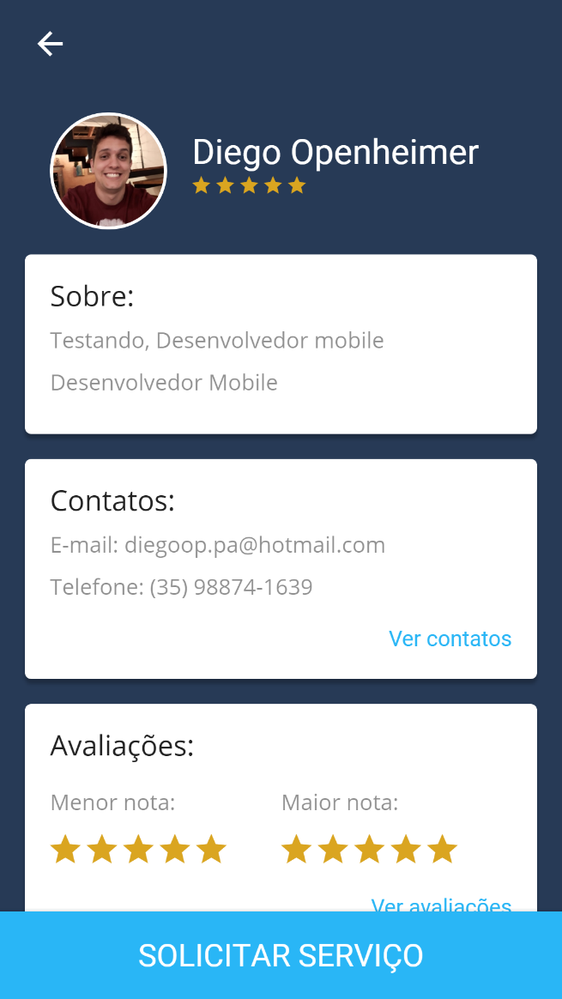 Diego Openheimer
Sobre:
Testando, Desenvolvedor mobile
Desenvolvedor Mobile
Contatos:
E-mail: diegoop.pa@hotmail.com
Telefone: (35) 98874-1639
Ver contatos
Avaliações:
Menor nota: Maior nota:
Ver avaliações
SOLICITAR SERVIÇO